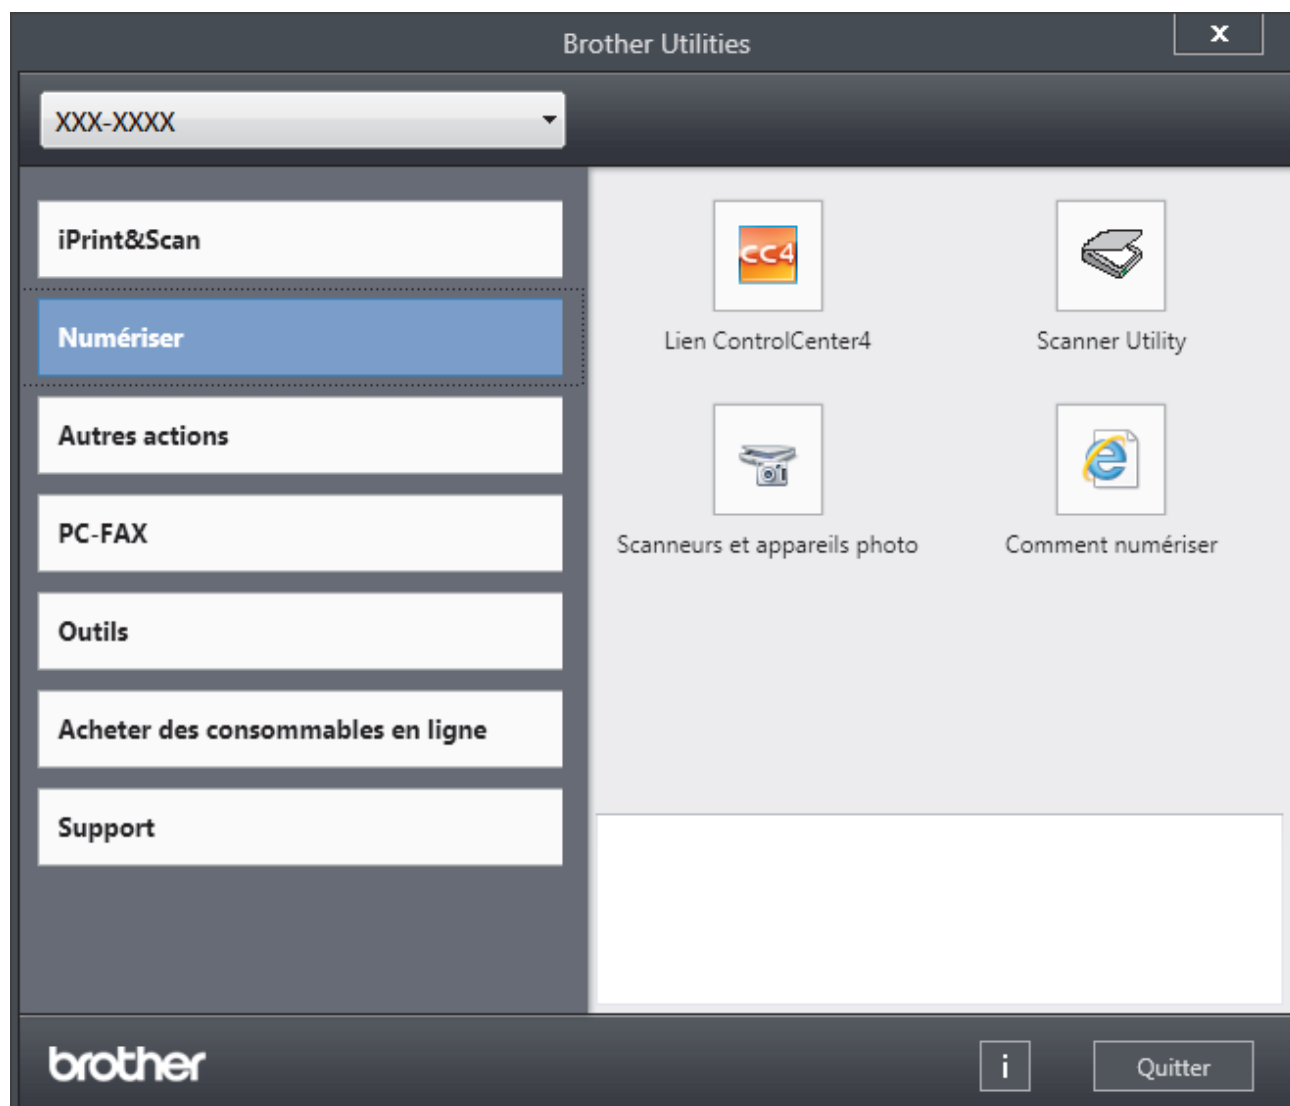 Brother Utilities
x
XXX-XXXX
iPrint&Scan
Numériser
Autres actions
PC-FAX
Outils
Acheter des consommables en ligne
Support
CC4
Lien ControlCenter4
Scanner Utility
Scanneurs et appareils photo
Comment numériser
brother
i
Quitter